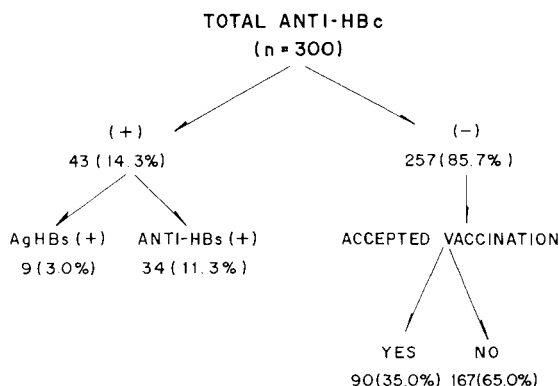 TOTAL ANTI-HBc
(n = 300)
(+)
43 (14.3%)
(-)
257 (85.7%)
AgHBs (+)
9 (3.0%)
ANTI-HBs (+)
34 (11.3%)
ACCEPTED VACCINATION
YES
90 (35.0%)
NO
167 (65.0%)